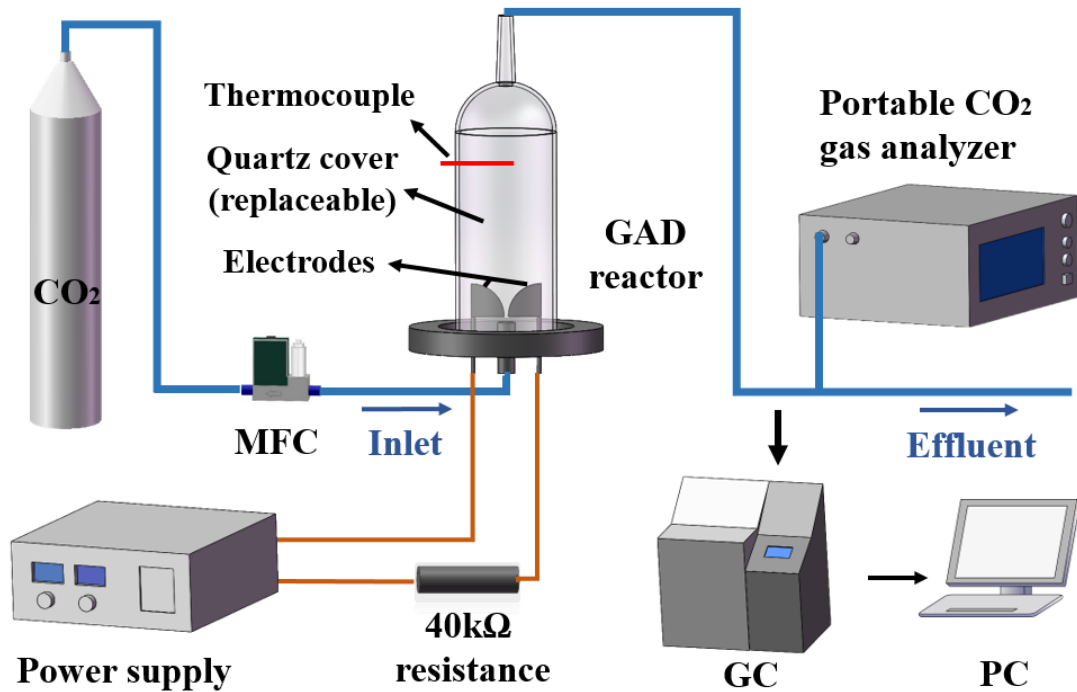 Thermocouple
Quartz cover
(replaceable)
Electrodes
GAD
reactor
Portable CO₂
gas analyzer
CO₂
MFC
Inlet
Effluent
Power supply
40kΩ
resistance
GC
PC